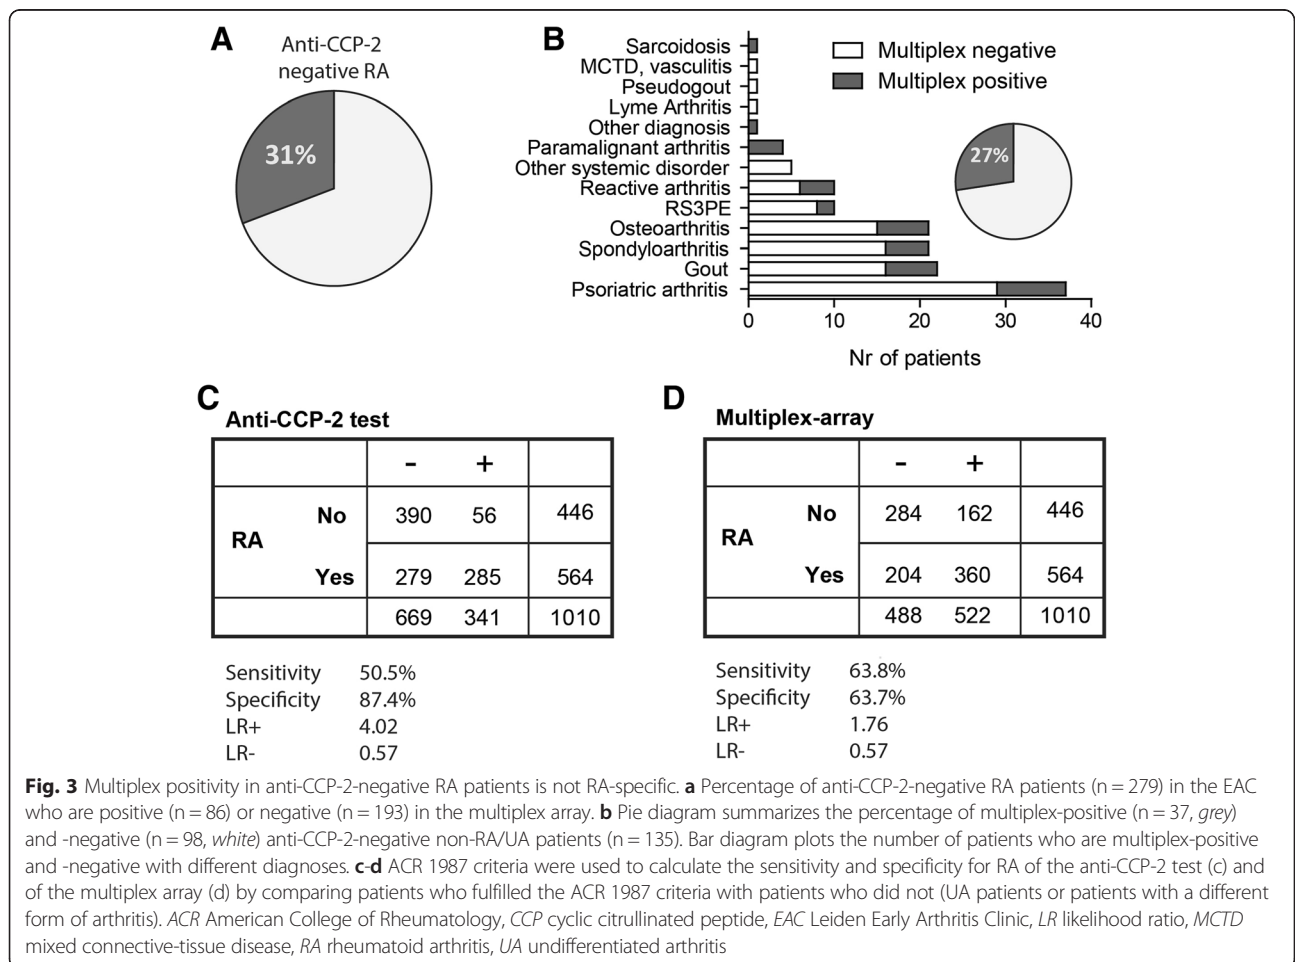 A
Anti-CCP-2
negative RA
31%
B
Sarcoidosis
MCTD, vasculitis
Pseudogout
Lyme Arthritis
Other diagnosis
Paramalignant arthritis
Other systemic disorder
Reactive arthritis
RS3PE
Osteoarthritis
Spondyloarthritis
Gout
Psoriatric arthritis
0 10 20 30 40
Nr of patients
Multiplex negative
Multiplex positive
27%
C
Anti-CCP-2 test
- +
RA
No 390 56 446
Yes 279 285 564
669 341 1010
Sensitivity 50.5%
Specificity 87.4%
LR+ 4.02
LR- 0.57
D
Multiplex-array
- +
RA
No 284 162 446
Yes 204 360 564
488 522 1010
Sensitivity 63.8%
Specificity 63.7%
LR+ 1.76
LR- 0.57
Fig. 3 Multiplex positivity in anti-CCP-2-negative RA patients is not RA-specific. a Percentage of anti-CCP-2-negative RA patients (n = 279) in the EAC
who are positive (n = 86) or negative (n = 193) in the multiplex array. b Pie diagram summarizes the percentage of multiplex-positive (n = 37, grey)
and -negative (n = 98, white) anti-CCP-2-negative non-RA/UA patients (n = 135). Bar diagram plots the number of patients who are multiplex-positive
and -negative with different diagnoses. c-d ACR 1987 criteria were used to calculate the sensitivity and specificity for RA of the anti-CCP-2 test (c) and
of the multiplex array (d) by comparing patients who fulfilled the ACR 1987 criteria with patients who did not (UA patients or patients with a different
form of arthritis). ACR American College of Rheumatology, CCP cyclic citrullinated peptide, EAC Leiden Early Arthritis Clinic, LR likelihood ratio, MCTD
mixed connective-tissue disease, RA rheumatoid arthritis, UA undifferentiated arthritis